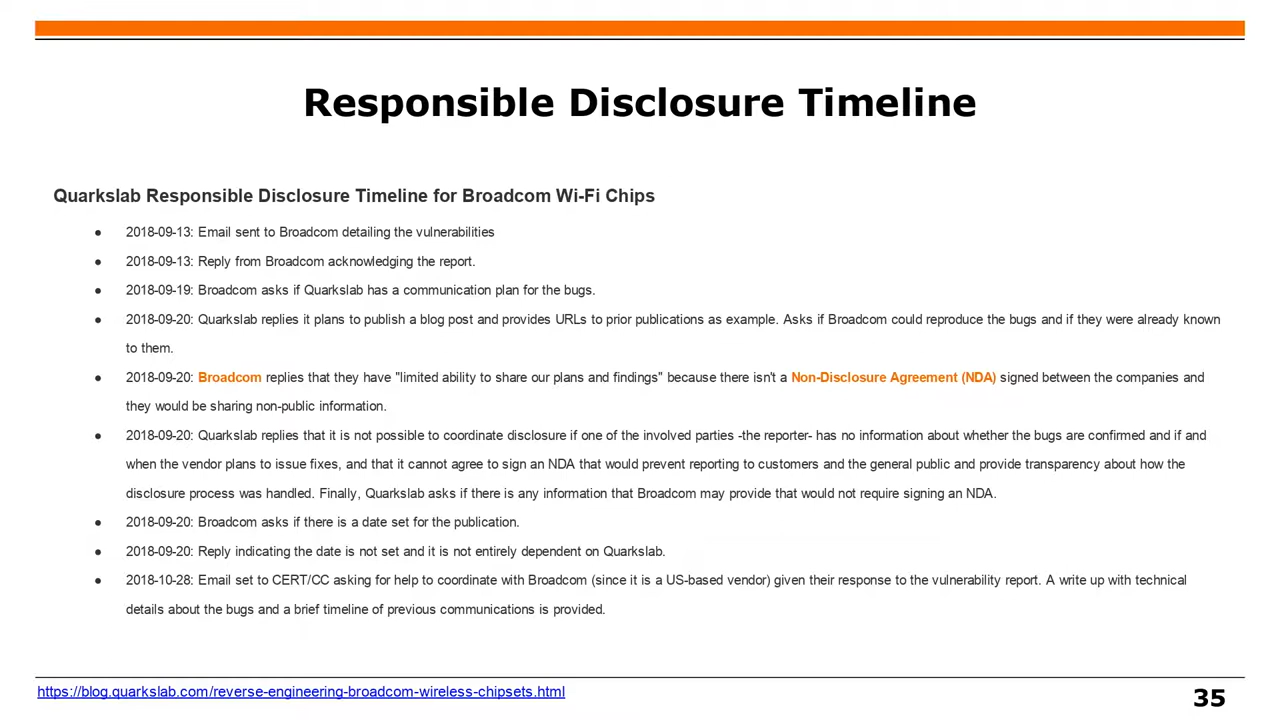 Responsible Disclosure Timeline
Quarkslab Responsible Disclosure Timeline for Broadcom Wi-Fi Chips
● 2018-09-13: Email sent to Broadcom detailing the vulnerabilities
● 2018-09-13: Reply from Broadcom acknowledging the report.
● 2018-09-19: Broadcom asks if Quarkslab has a communication plan for the bugs.
● 2018-09-20: Quarkslab replies it plans to publish a blog post and provides URLs to prior publications as example. Asks if Broadcom could reproduce the bugs and if they were already known
to them.
● 2018-09-20: Broadcom replies that they have "limited ability to share our plans and findings" because there isn't a Non-Disclosure Agreement (NDA) signed between the companies and
they would be sharing non-public information.
● 2018-09-20: Quarkslab replies that it is not possible to coordinate disclosure if one of the involved parties -the reporter- has no information about whether the bugs are confirmed and if and
when the vendor plans to issue fixes, and that it cannot agree to sign an NDA that would prevent reporting to customers and the general public and provide transparency about how the
disclosure process was handled. Finally, Quarkslab asks if there is any information that Broadcom may provide that would not require signing an NDA.
● 2018-09-20: Broadcom asks if there is a date set for the publication.
● 2018-09-20: Reply indicating the date is not set and it is not entirely dependent on Quarkslab.
● 2018-10-28: Email set to CERT/CC asking for help to coordinate with Broadcom (since it is a US-based vendor) given their response to the vulnerability report. A write up with technical
details about the bugs and a brief timeline of previous communications is provided.
https://blog.quarkslab.com/reverse-engineering-broadcom-wireless-chipsets.html
35